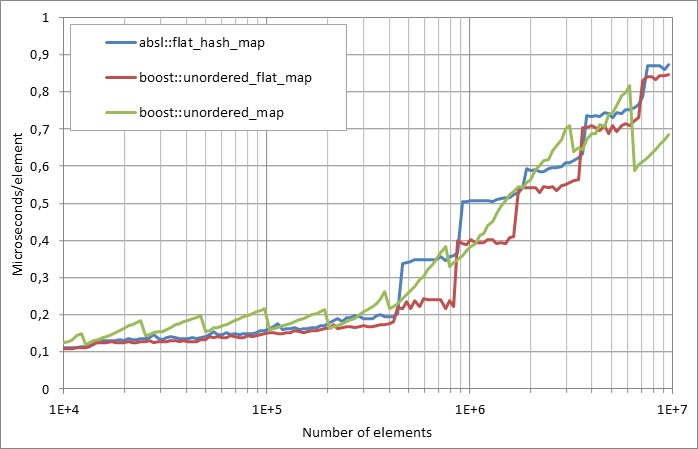 1
0,9
0,8
0,7
0,6
0,5
0,4
0,3
0,2
0,1
0
Microseconds/element
absl::flat_hash_map
boost::unordered_flat_map
boost::unordered_map
1E+4
1E+5
1E+6
1E+7
Number of elements